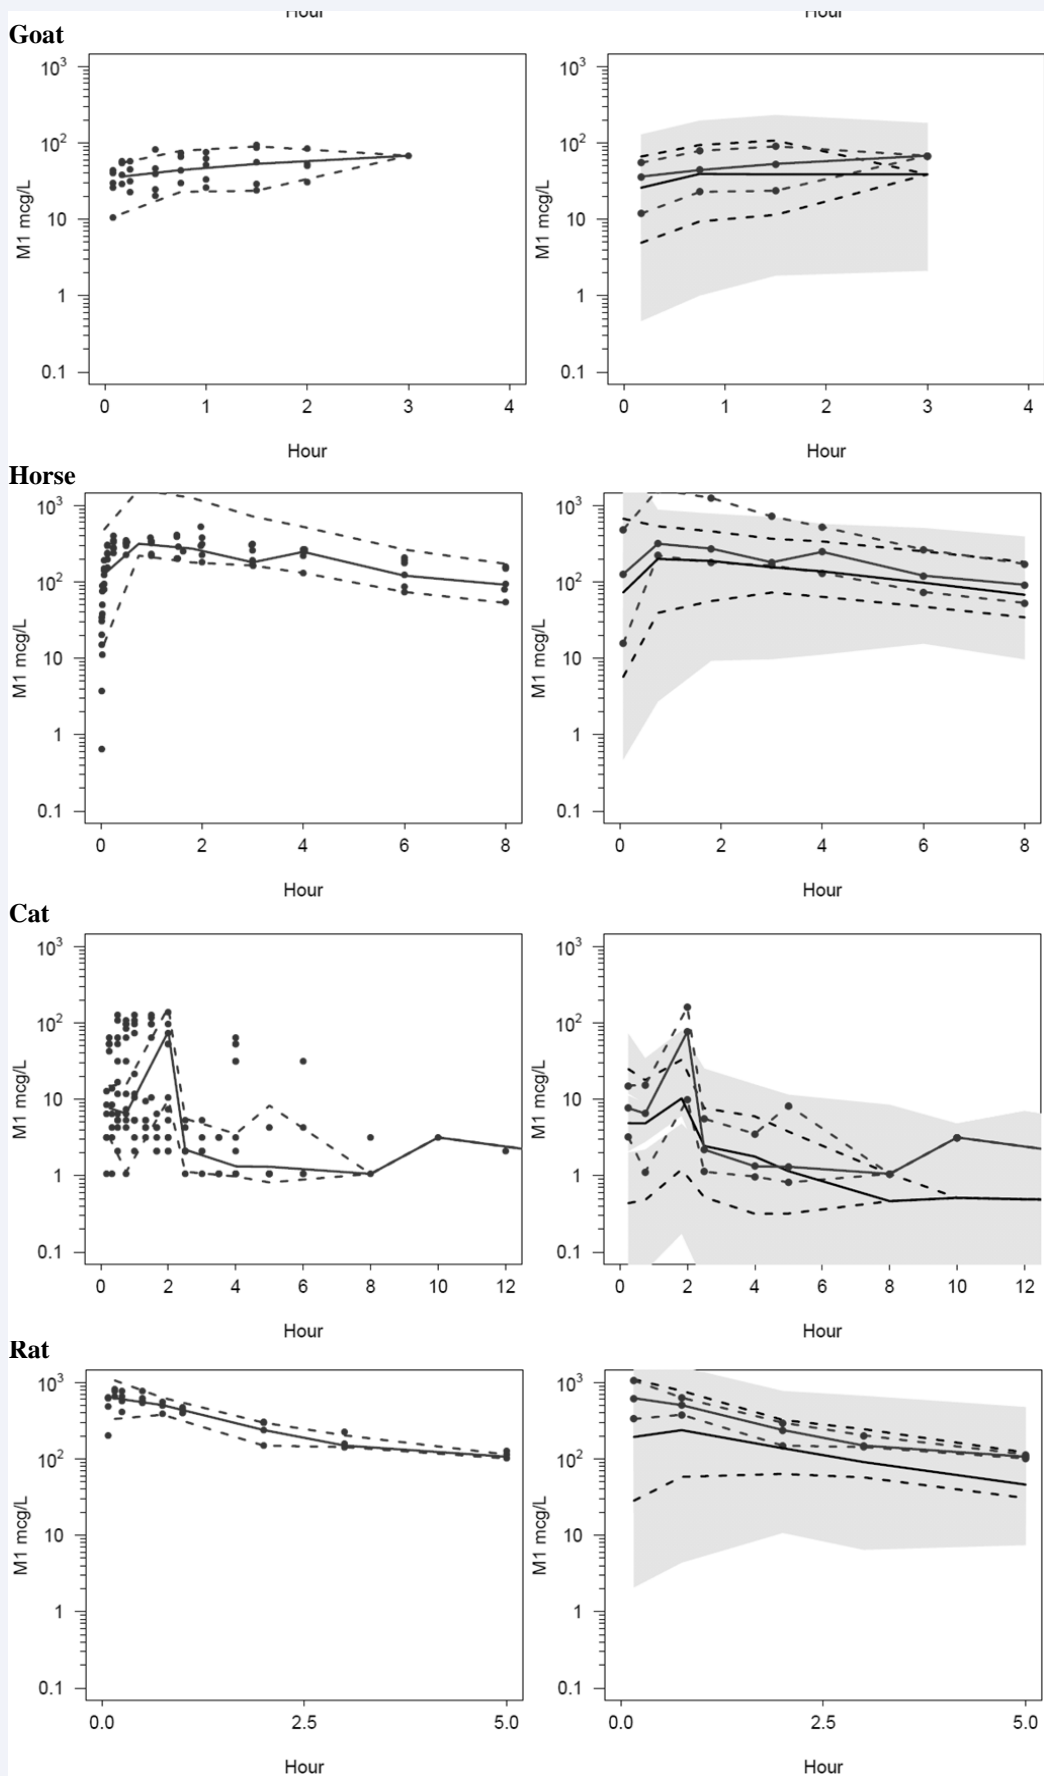 Hour Hour
Goat
10³ 10³
10² 10²
10 10
1 1
0.1 0.1
M1 mcg/L M1 mcg/L
0 1 2 3 4 0 1 2 3 4
Hour Hour
Horse
10³ 10³
10² 10²
10 10
1 1
0.1 0.1
M1 mcg/L M1 mcg/L
0 2 4 6 8 0 2 4 6 8
Hour Hour
Cat
10³ 10³
10² 10²
10 10
1 1
0.1 0.1
M1 mcg/L M1 mcg/L
0 2 4 6 8 10 12 0 2 4 6 8 10 12
Hour Hour
Rat
10³ 10³
10² 10²
10 10
1 1
0.1 0.1
M1 mcg/L M1 mcg/L
0.0 2.5 5.0 0.0 2.5 5.0
Hour Hour